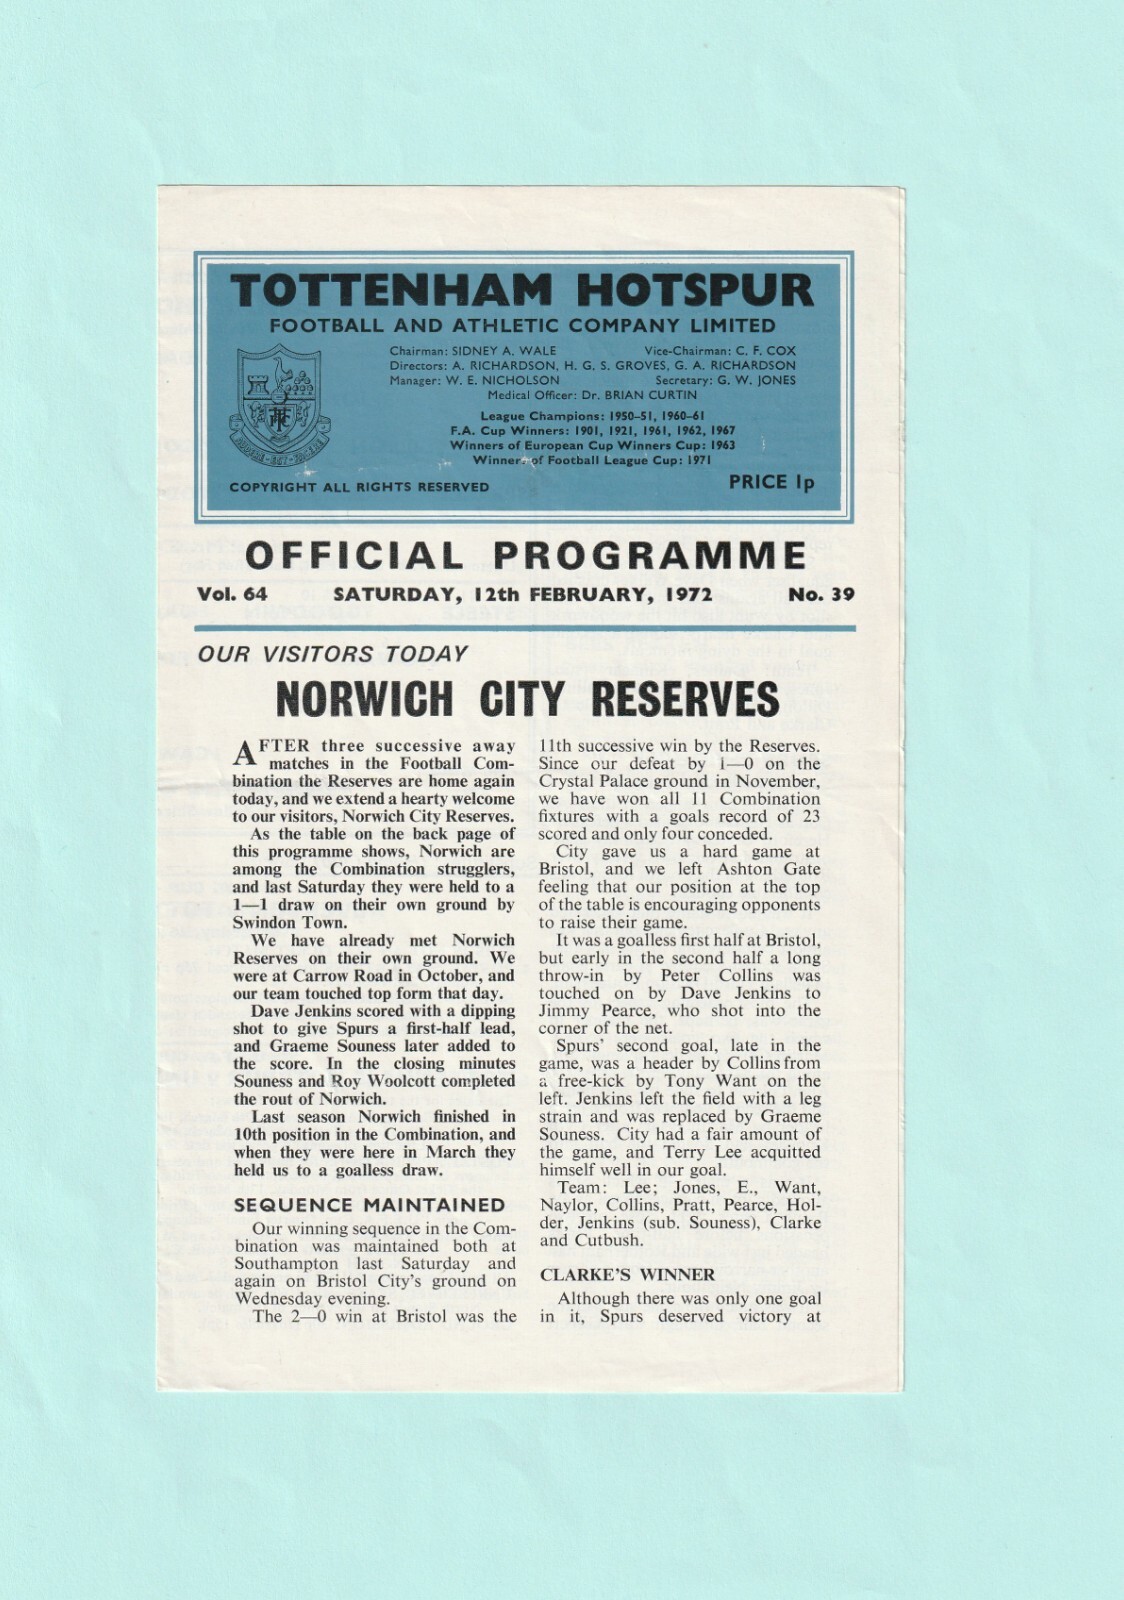 TOTTENHAM HOTSPUR
FOOTBALL AND ATHLETIC COMPANY LIMITED
Chairman: SIDNEY A. WALE Vice-Chairman: C. F. COX
Directors: A. RICHARDSON, H. G. S. GROVES, G. A. RICHARDSON
Manager: W. E. NICHOLSON Secretary: G. W. JONES
Medical Officer: Dr. BRIAN CURTIN
League Champions: 1950-51, 1960-61
F.A. Cup Winners: 1901, 1921, 1961, 1962, 1967
Winners of European Cup Winners Cup: 1963
Winners of Football League Cup: 1971
COPYRIGHT ALL RIGHTS RESERVED
PRICE 1p
OFFICIAL PROGRAMME
Vol. 64 SATURDAY, 12th FEBRUARY, 1972 No. 39
OUR VISITORS TODAY
NORWICH CITY RESERVES
AFTER three successive away
matches in the Football Com-
bination the Reserves are home again
today, and we extend a hearty welcome
to our visitors, Norwich City Reserves.
As the table on the back page of
this programme shows, Norwich are
among the Combination strugglers,
and last Saturday they were held to a
1—1 draw on their own ground by
Swindon Town.
We have already met Norwich
Reserves on their own ground. We
were at Carrow Road in October, and
our team touched top form that day.
Dave Jenkins scored with a dipping
shot to give Spurs a first-half lead,
and Graeme Souness later added to
the score. In the closing minutes
Souness and Roy Woolcott completed
the rout of Norwich.
Last season Norwich finished in
10th position in the Combination, and
when they were here in March they
held us to a goalless draw.
SEQUENCE MAINTAINED
Our winning sequence in the Com-
bination was maintained both at
Southampton last Saturday and
again on Bristol City's ground on
Wednesday evening.
The 2—0 win at Bristol was the
11th successive win by the Reserves.
Since our defeat by 1—0 on the
Crystal Palace ground in November,
we have won all 11 Combination
fixtures with a goals record of 23
scored and only four conceded.
City gave us a hard game at
Bristol, and we left Ashton Gate
feeling that our position at the top
of the table is encouraging opponents
to raise their game.
It was a goalless first half at Bristol,
but early in the second half a long
throw-in by Peter Collins was
touched on by Dave Jenkins to
Jimmy Pearce, who shot into the
corner of the net.
Spurs' second goal, late in the
game, was a header by Collins from
a free-kick by Tony Want on the
left. Jenkins left the field with a leg
strain and was replaced by Graeme
Souness. City had a fair amount of
the game, and Terry Lee acquitted
himself well in our goal.
Team: Lee; Jones, E., Want,
Naylor, Collins, Pratt, Pearce, Hol-
der, Jenkins (sub. Souness), Clarke
and Cutbush.
CLARKE'S WINNER
Although there was only one goal
in it, Spurs deserved victory at